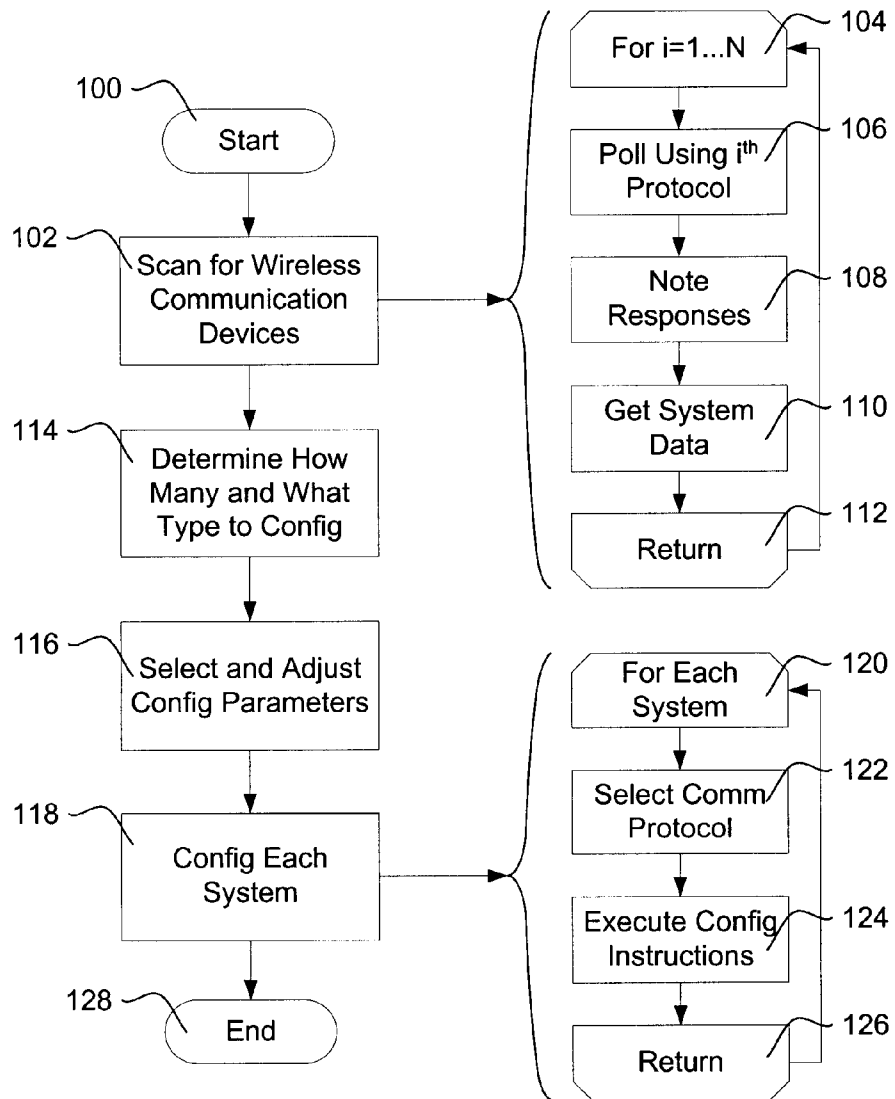 100
Start
102
Scan for Wireless
Communication
Devices
114
Determine How
Many and What
Type to Config
116
Select and Adjust
Config Parameters
118
Config Each
System
128
End
104
For i=1...N
106
Poll Using ith
Protocol
108
Note
Responses
110
Get System
Data
112
Return
120
For Each
System
122
Select Comm
Protocol
124
Execute Config
Instructions
126
Return